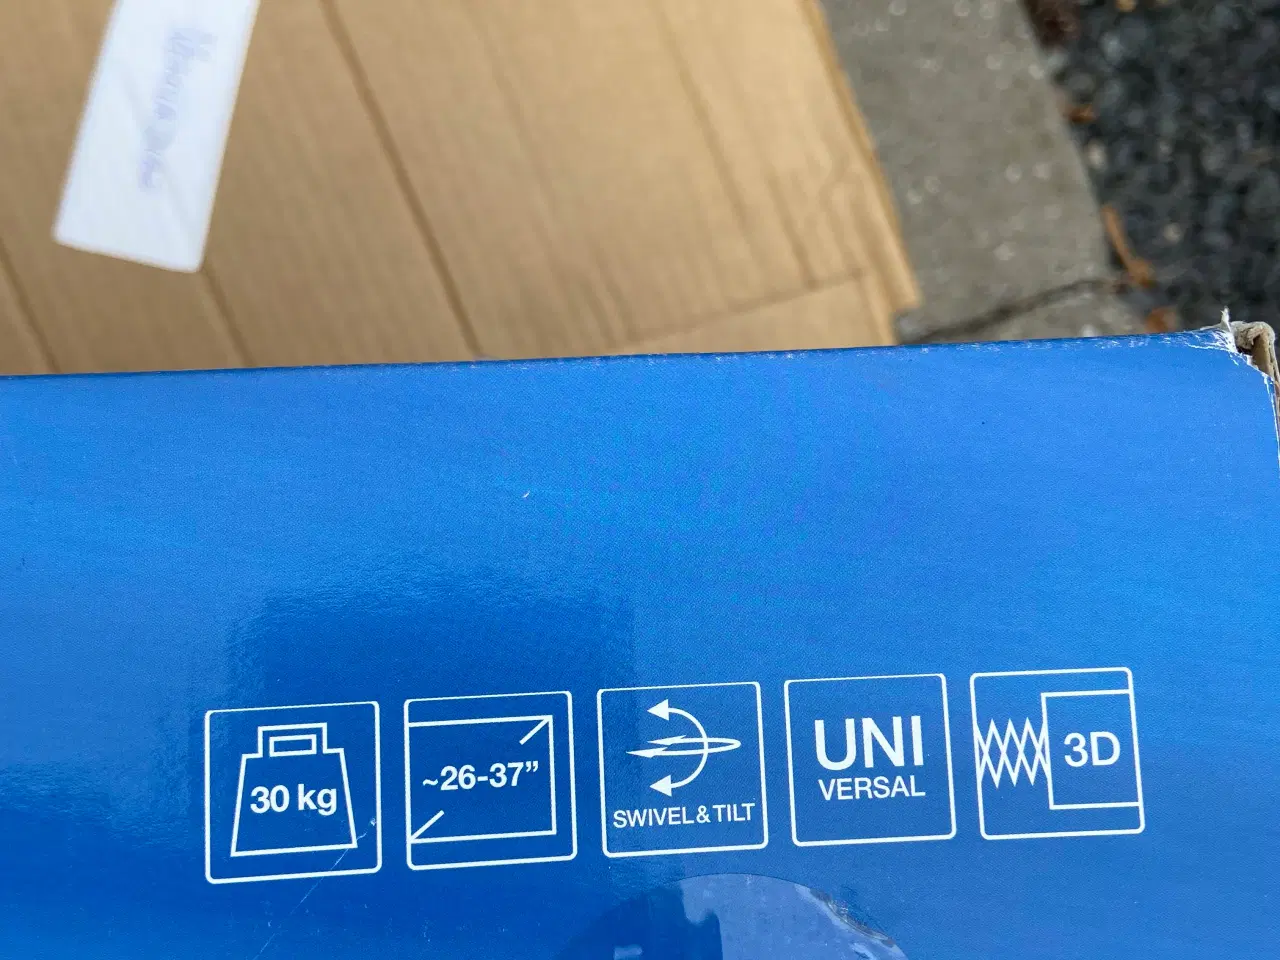 30 kg
~26-37”
SWIVEL & TILT
UNI
VERSAL
3D